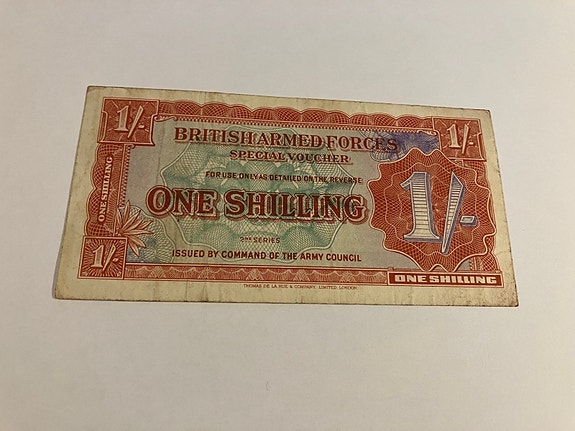 1/-
1/-
BRITISH ARMED FORCES
SPECIAL VOUCHER
FOR USE ONLY AS DETAILED ON THE REVERSE
ONE SHILLING
ONE SHILLING
1/-
2ND SERIES
ISSUED BY COMMAND OF THE ARMY COUNCIL
1/-
ONE SHILLING
THOMAS DE LA RUE & COMPANY, LIMITED, LONDON